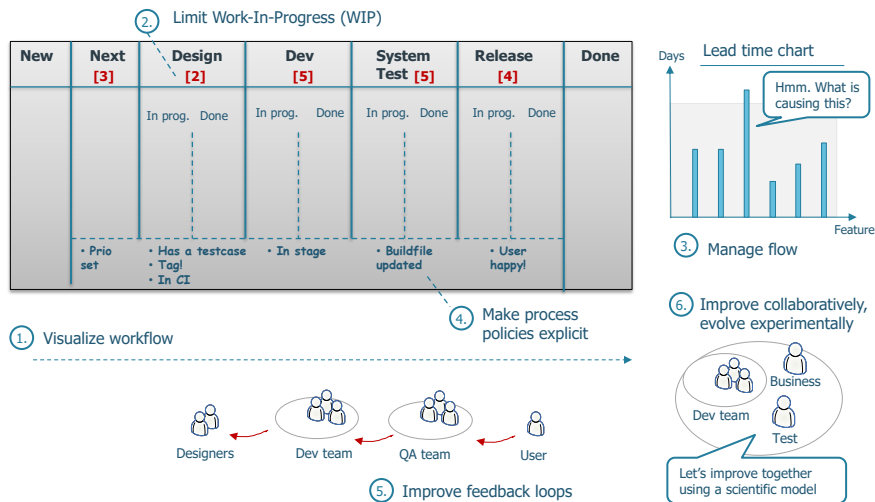 2. Limit Work-In-Progress (WIP)
New Next Design Dev System Release Done
[3] [2] [5] Test [5] [4]
In prog. Done In prog. Done In prog. Done In prog. Done
• Prio
set
• Has a testcase
• Tag!
• In CI
• In stage
• Buildfile
updated
• User
happy!
Lead time chart
Days
Hmm. What is
causing this?
Feature
3. Manage flow
4. Make process
policies explicit
1. Visualize workflow
6. Improve collaboratively,
evolve experimentally
Designers
Dev team
QA team
User
5. Improve feedback loops
Business
Dev team
Test
Let's improve together
using a scientific model